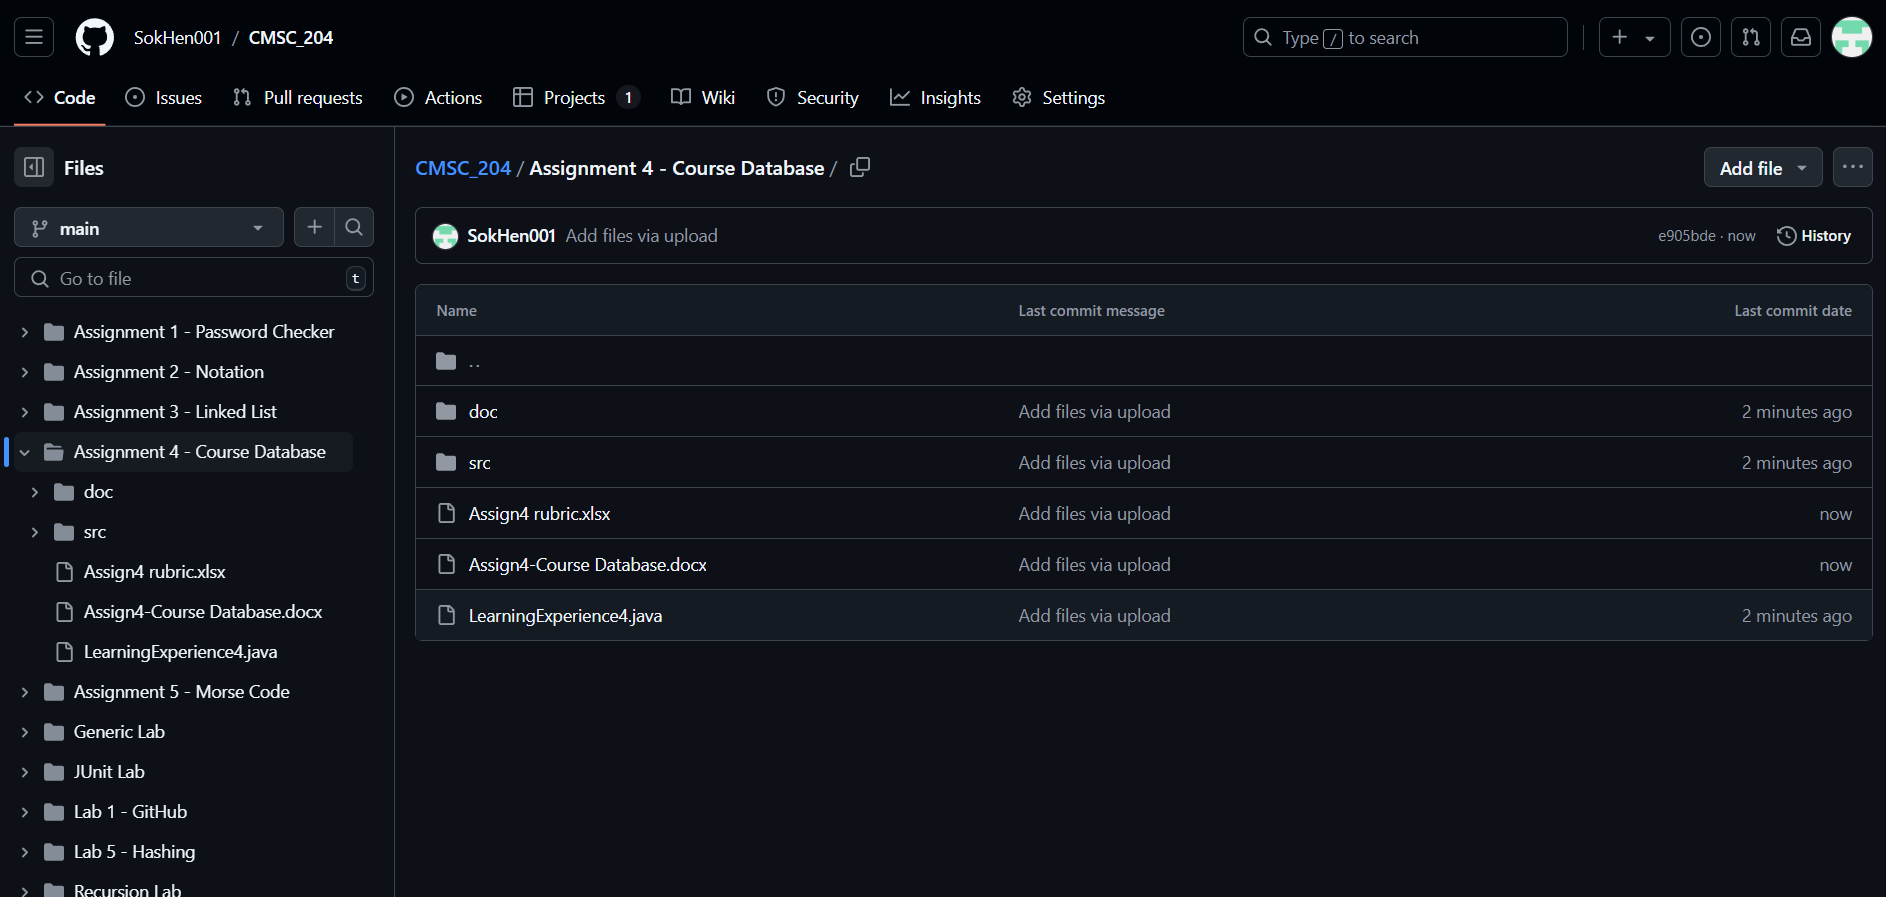 SokHen001 / CMSC_204
Type / to search
Code Issues Pull requests Actions Projects 1 Wiki Security Insights Settings
Files
main
Go to file t
Assignment 1 - Password Checker
Assignment 2 - Notation
Assignment 3 - Linked List
Assignment 4 - Course Database
doc
src
Assign4 rubric.xlsx
Assign4-Course Database.docx
LearningExperience4.java
Assignment 5 - Morse Code
Generic Lab
JUnit Lab
Lab 1 - GitHub
Lab 5 - Hashing
Recursion Lab
CMSC_204 / Assignment 4 - Course Database /
Add file
SokHen001 Add files via upload
e905bde · now History
Name Last commit message Last commit date
..
doc Add files via upload 2 minutes ago
src Add files via upload 2 minutes ago
Assign4 rubric.xlsx Add files via upload now
Assign4-Course Database.docx Add files via upload now
LearningExperience4.java Add files via upload 2 minutes ago